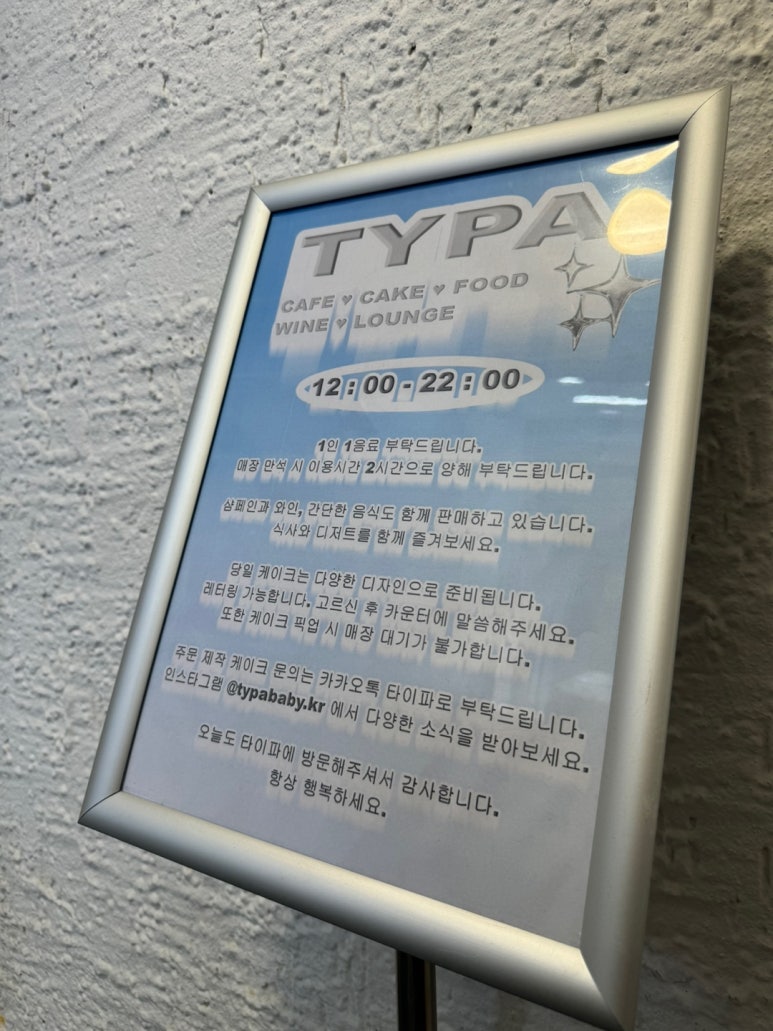 TYPA
CAFE ♥ CAKE ♥ FOOD
WINE ♥ LOUNGE
12 : 00 - 22 : 00
1인 1음료 부탁드립니다.
매장 만석 시 이용시간 2시간으로 양해 부탁드립니다.
샴페인과 와인, 간단한 음식도 함께 판매하고 있습니다.
식사와 디저트를 함께 즐겨보세요.
당일 케이크는 다양한 디자인으로 준비됩니다.
레터링 가능합니다. 고르신 후 카운터에 말씀해주세요.
또한 케이크 픽업 시 매장 대기가 불가합니다.
주문 제작 케이크 문의는 카카오톡 타이파로 부탁드립니다.
인스타그램 @typababy.kr 에서 다양한 소식을 받아보세요.
오늘도 타이파에 방문해주셔서 감사합니다.
항상 행복하세요.